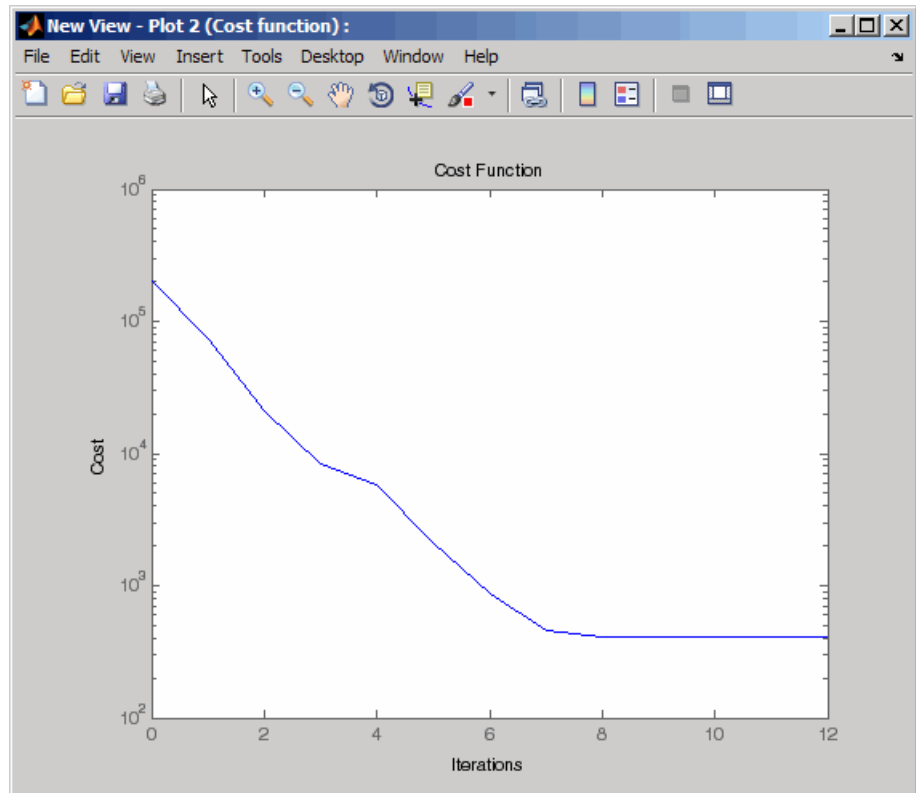 New View - Plot 2 (Cost function) :
File Edit View Insert Tools Desktop Window Help
Cost Function
10^6
10^5
10^4
10^3
10^2
Cost
0 2 4 6 8 10 12
Iterations